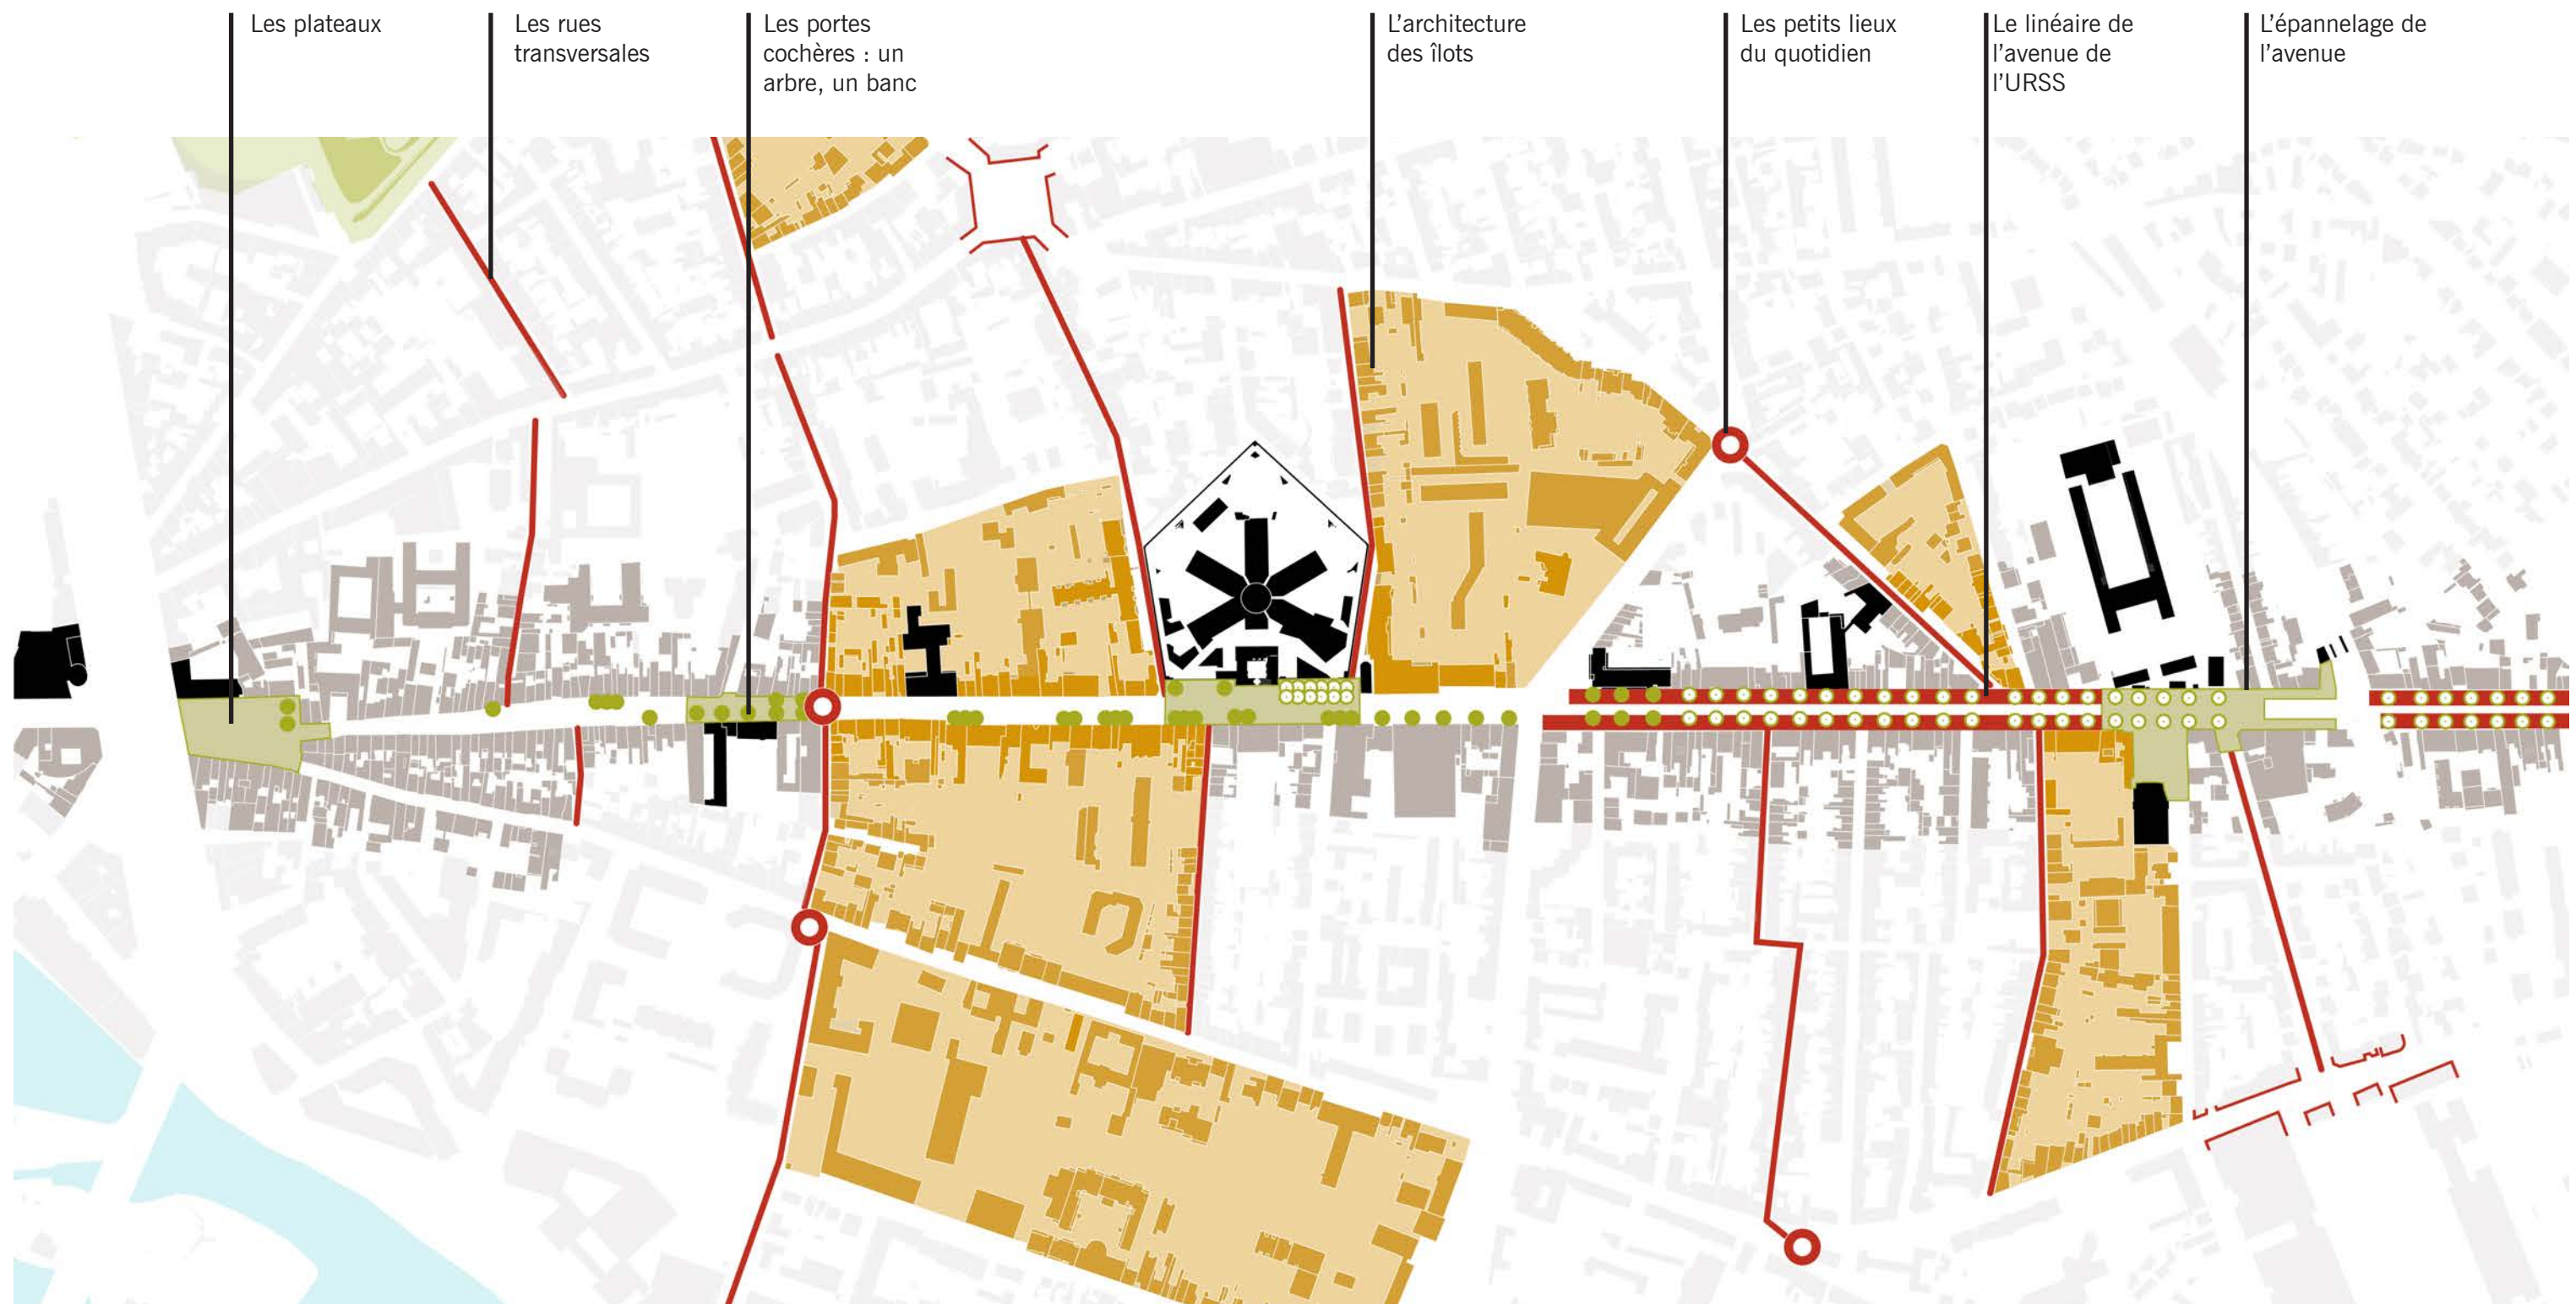 Les plateaux
Les rues
transversales
Les portes
cochères : un
arbre, un banc
L’architecture
des îlots
Les petits lieux
du quotidien
Le linéaire de
l’avenue de
l’URSS
L’épannelage de
l’avenue